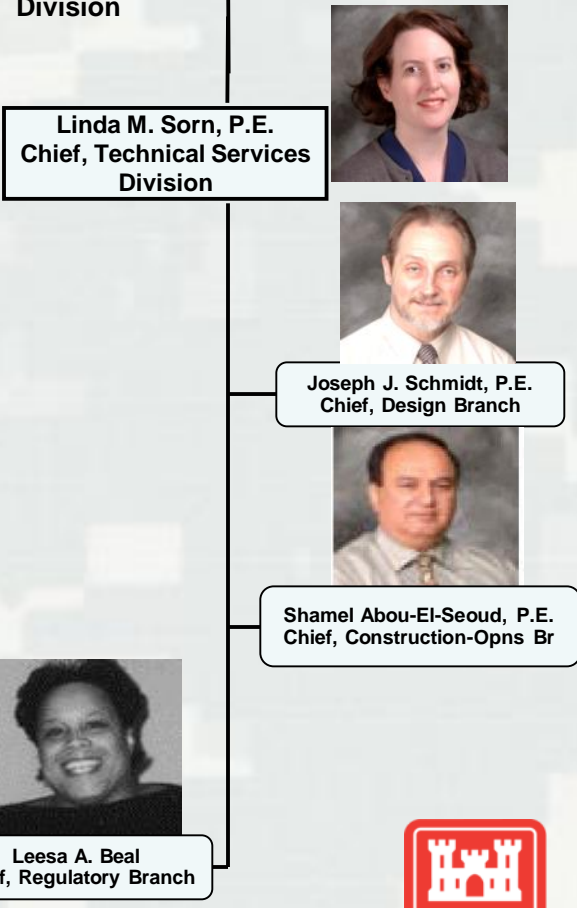 Division
Linda M. Sorn, P.E.
Chief, Technical Services
Division
Joseph J. Schmidt, P.E.
Chief, Design Branch
Shamel Abou-El-Seoud, P.E.
Chief, Construction-Opns Br
Leesa A. Beal
f, Regulatory Branch